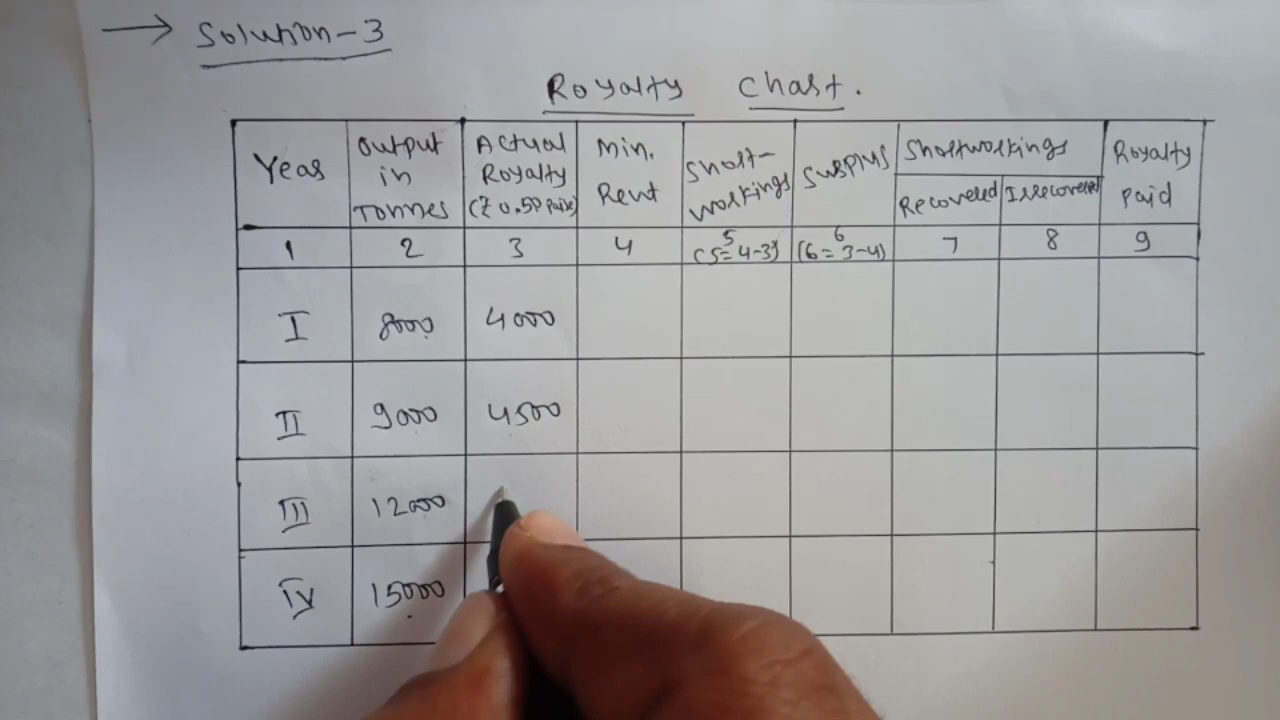 → Solution-3
Royalty Chart.
Year
Output in Tonnes
Actual Royalty (₹ 0.50 paise)
Min. Rent
Short-workings
Surplus
Shortworkings
Recovered
Irrecovered
Royalty Paid
1 2 3 4 5 (5=4-3) 6 (6=3-4) 7 8 9
I 8000 4000
II 9000 4500
III 12000
IV 15000